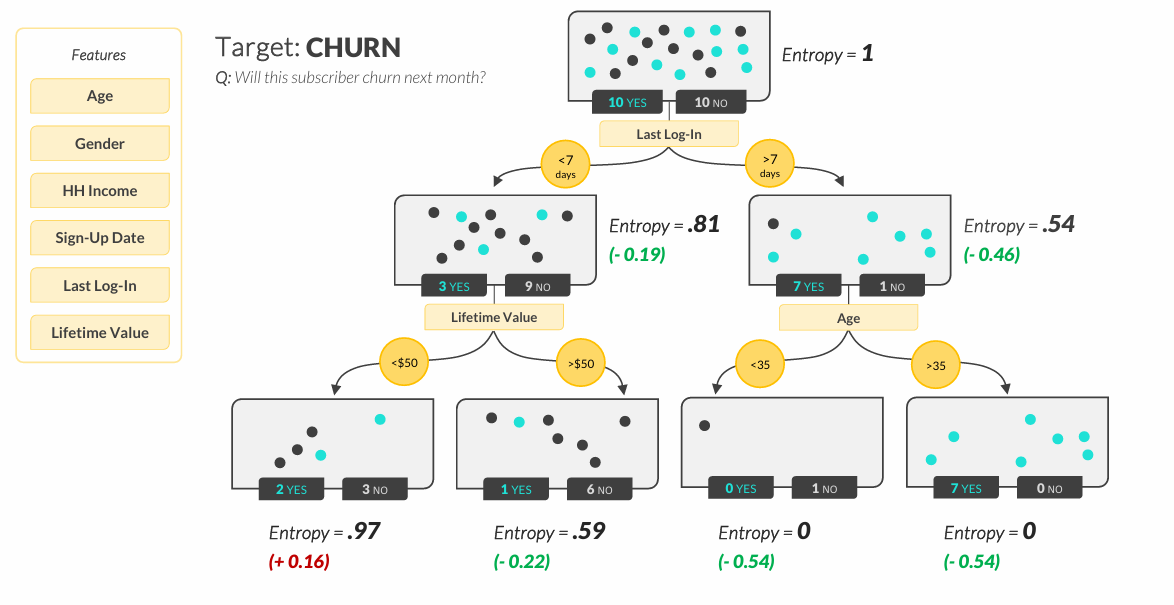 Features
Age
Gender
HH Income
Sign-Up Date
Last Log-In
Lifetime Value
Target: CHURN
Q: Will this subscriber churn next month?
Entropy = 1
10 YES
10 NO
Last Log-In
<7
days
>7
days
Entropy = .81
(- 0.19)
3 YES
9 NO
Entropy = .54
(- 0.46)
7 YES
1 NO
Lifetime Value
Age
<$50
>$50
<35
>35
2 YES
3 NO
1 YES
6 NO
0 YES
1 NO
7 YES
0 NO
Entropy = .97
(+ 0.16)
Entropy = .59
(- 0.22)
Entropy = 0
(- 0.54)
Entropy = 0
(- 0.54)